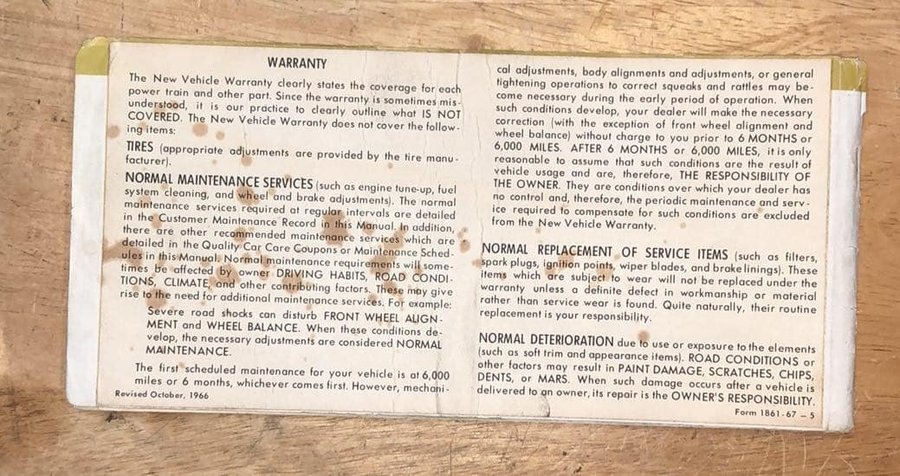 WARRANTY
The New Vehicle Warranty clearly states the coverage for each
power train and other part. Since the warranty is sometimes mis-
understood, it is our practice to clearly outline what IS NOT
COVERED. The New Vehicle Warranty does not cover the follow-
ing items:
TIRES (appropriate adjustments are provided by the tire manu-
facturer).
NORMAL MAINTENANCE SERVICES (such as engine tune-up, fuel
system cleaning, and wheel and brake adjustments). The normal
maintenance services required at regular intervals are detailed
in the Customer Maintenance Record in this Manual. In addition,
there are other recommended maintenance services which are
detailed in the Quality Car Care Coupons or Maintenance Sched-
ules in this Manual. Normal maintenance requirements will some-
times be affected by owner DRIVING HABITS, ROAD CONDI-
TIONS, CLIMATE, and other contributing factors. These may give
rise to the need for additional maintenance services. For example:
Severe road shocks can disturb FRONT WHEEL ALIGN-
MENT and WHEEL BALANCE. When these conditions de-
velop, the necessary adjustments are considered NORMAL
MAINTENANCE.
The first scheduled maintenance for your vehicle is at 6,000
miles or 6 months, whichever comes first. However, mechani-
Revised October, 1966
cal adjustments, body alignments and adjustments, or general
tightening operations to correct squeaks and rattles may be-
come necessary during the early period of operation. When
such conditions develop, your dealer will make the necessary
correction (with the exception of front wheel alignment and
wheel balance) without charge to you prior to 6 MONTHS or
6,000 MILES. AFTER 6 MONTHS or 6,000 MILES, it is only
reasonable to assume that such conditions are the result of
vehicle usage and are, therefore, THE RESPONSIBILITY OF
THE OWNER. They are conditions over which your dealer has
no control and, therefore, the periodic maintenance and serv-
ice required to compensate for such conditions are excluded
from the New Vehicle Warranty.
NORMAL REPLACEMENT OF SERVICE ITEMS (such as filters,
spark plugs, ignition points, wiper blades, and brake linings). These
items which are subject to wear will not be replaced under the
warranty unless a definite defect in workmanship or material
rather than service wear is found. Quite naturally, their routine
replacement is your responsibility.
NORMAL DETERIORATION due to use or exposure to the elements
(such as soft trim and appearance items). ROAD CONDITIONS or
other factors may result in PAINT DAMAGE, SCRATCHES, CHIPS,
DENTS, or MARS. When such damage occurs after a vehicle is
delivered to an owner, its repair is the OWNER'S RESPONSIBILITY.
Form 1861-67 — 5